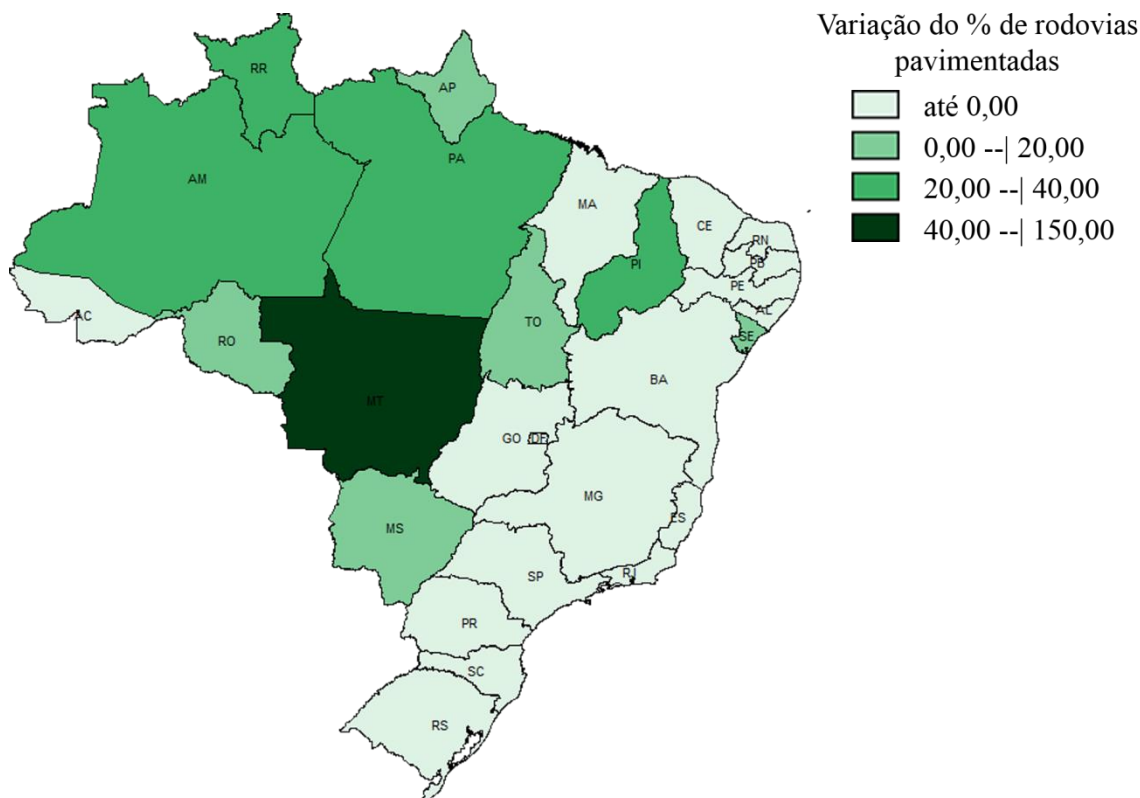 Variação do % de rodovias
pavimentadas
até 0,00
0,00 --| 20,00
20,00 --| 40,00
40,00 --| 150,00
RR
AP
AM
PA
MA
CE
RN
PB
PE
AL
SE
PI
AC
RO
TO
BA
MT
GO
DF
MG
ES
MS
SP
RJ
PR
SC
RS